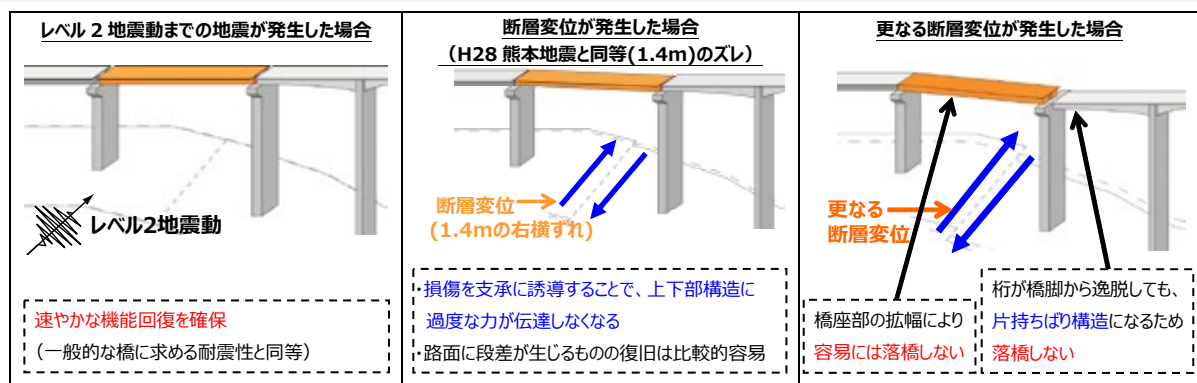 レベル 2 地震動までの地震が発生した場合
レベル2地震動
速やかな機能回復を確保
（一般的な橋に求める耐震性と同等）
断層変位が発生した場合
（H28 熊本地震と同等(1.4m)のズレ）
断層変位
(1.4mの右横ずれ)
・損傷を支承に誘導することで、上下部構造に
過度な力が伝達しなくなる
・路面に段差が生じるものの復旧は比較的容易
更なる断層変位が発生した場合
更なる
断層変位
橋座部の拡幅により
容易には落橋しない
桁が橋脚から逸脱しても、
片持ちばり構造になるため
落橋しない